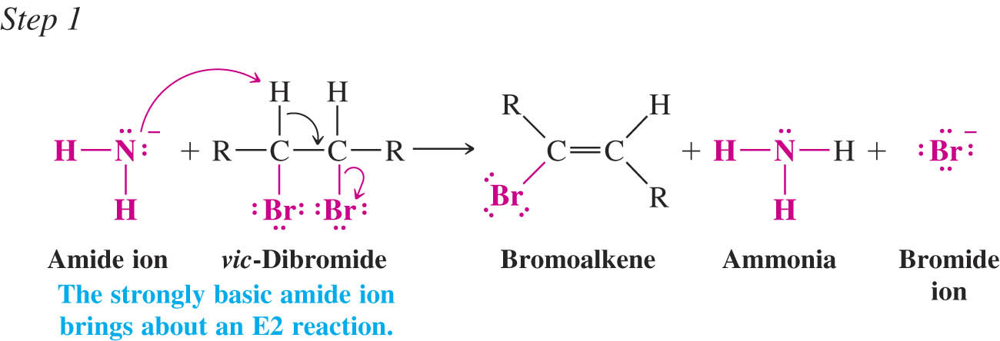 Step 1
H H R H
H—N:⁻ + R—C—C—R ⟶ C=C + H—N—H + :Br:⁻
H :Br: :Br: Br R H
Amide ion vic-Dibromide Bromoalkene Ammonia Bromide
ion
The strongly basic amide ion
brings about an E2 reaction.